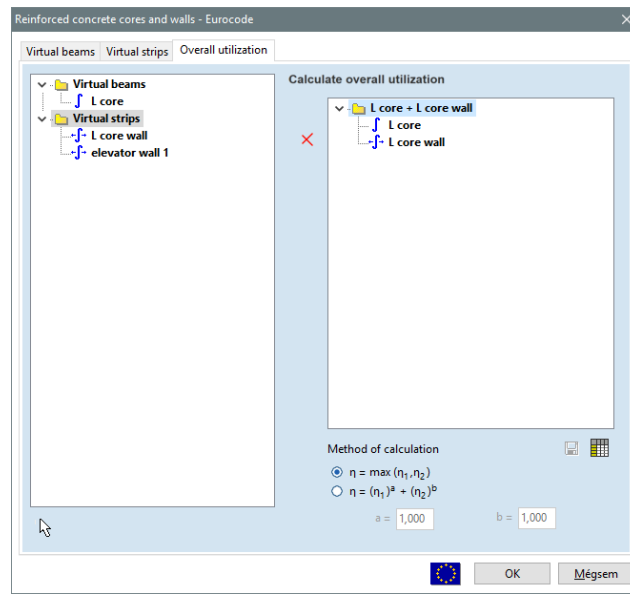 Reinforced concrete cores and walls - Eurocode
Virtual beams Virtual strips Overall utilization
Virtual beams
L core
Virtual strips
L core wall
elevator wall 1
Calculate overall utilization
L core + L core wall
L core
L core wall
Method of calculation
η = max (η₁,η₂)
η = (η₁)ᵃ + (η₂)ᵇ
a = 1,000 b = 1,000
OK Mégsem